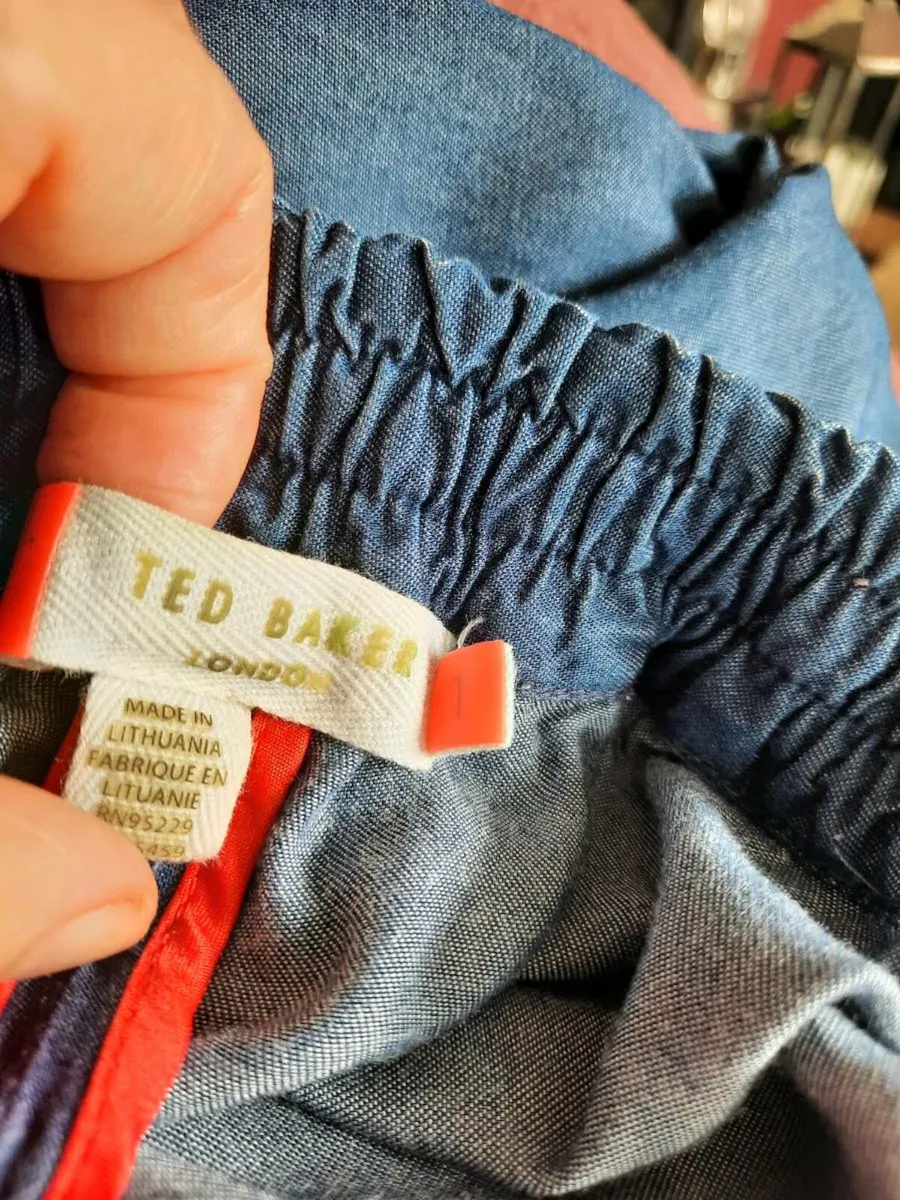 TED BAKER
LONDON
1
MADE IN
LITHUANIA
FABRIQUE EN
LITUANIE
RN95229